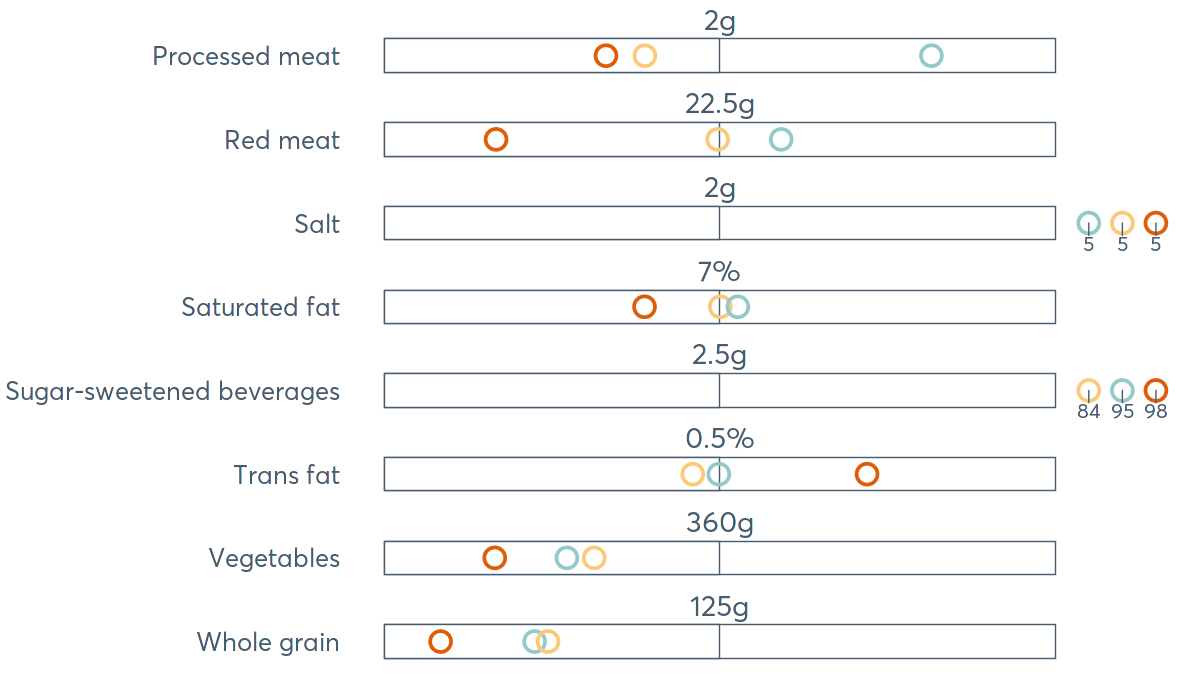 2g
Processed meat
22.5g
Red meat
2g
Salt
5 5 5
7%
Saturated fat
2.5g
Sugar-sweetened beverages
84 95 98
0.5%
Trans fat
360g
Vegetables
125g
Whole grain